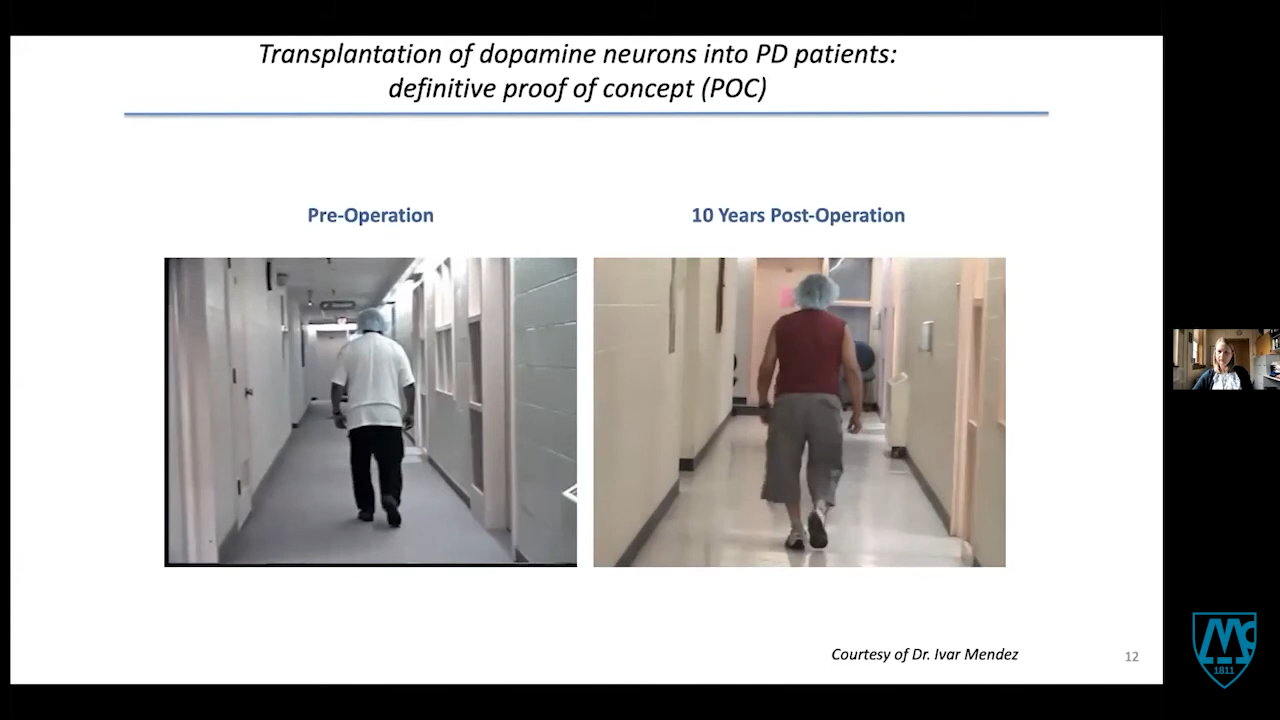 Transplantation of dopamine neurons into PD patients:
definitive proof of concept (POC)
Pre-Operation
10 Years Post-Operation
Courtesy of Dr. Ivar Mendez
12
1811